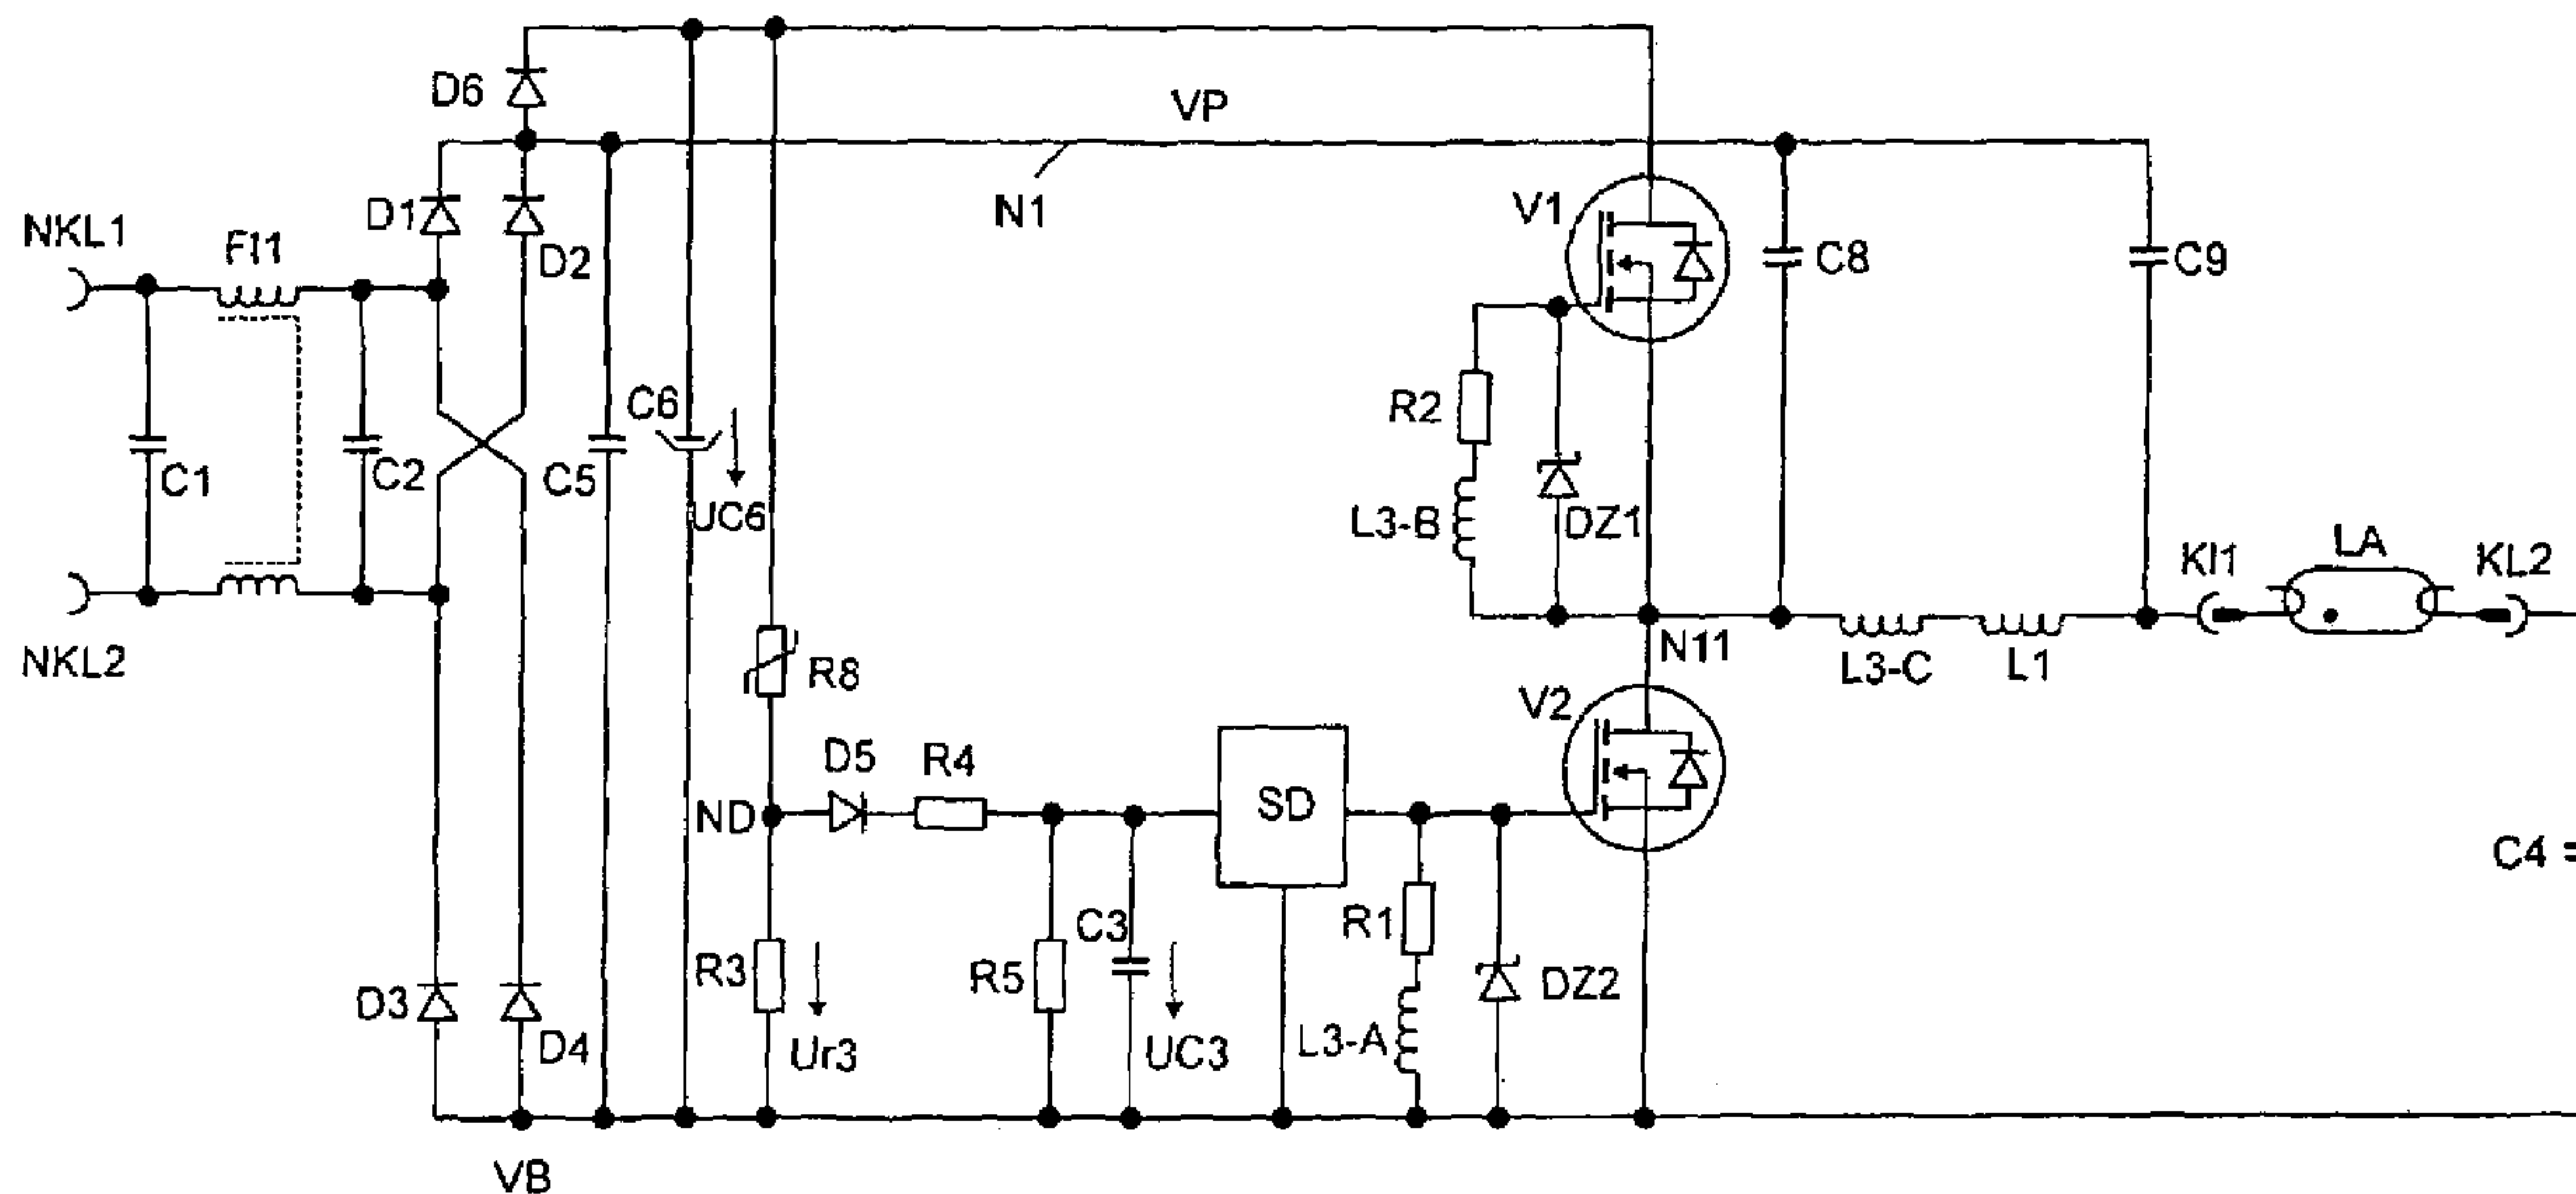 D6
VP
N1
V1
NKL1
FI1
D1
D2
C8
C9
C6
R2
C1
C2
C5
UC6
L3-B
DZ1
KI1
LA
KL2
NKL2
R8
N11
L3-C
L1
V2
D5
R4
ND
SD
C4
C3
R1
R3
R5
DZ2
D3
D4
Ur3
UC3
L3-A
VB